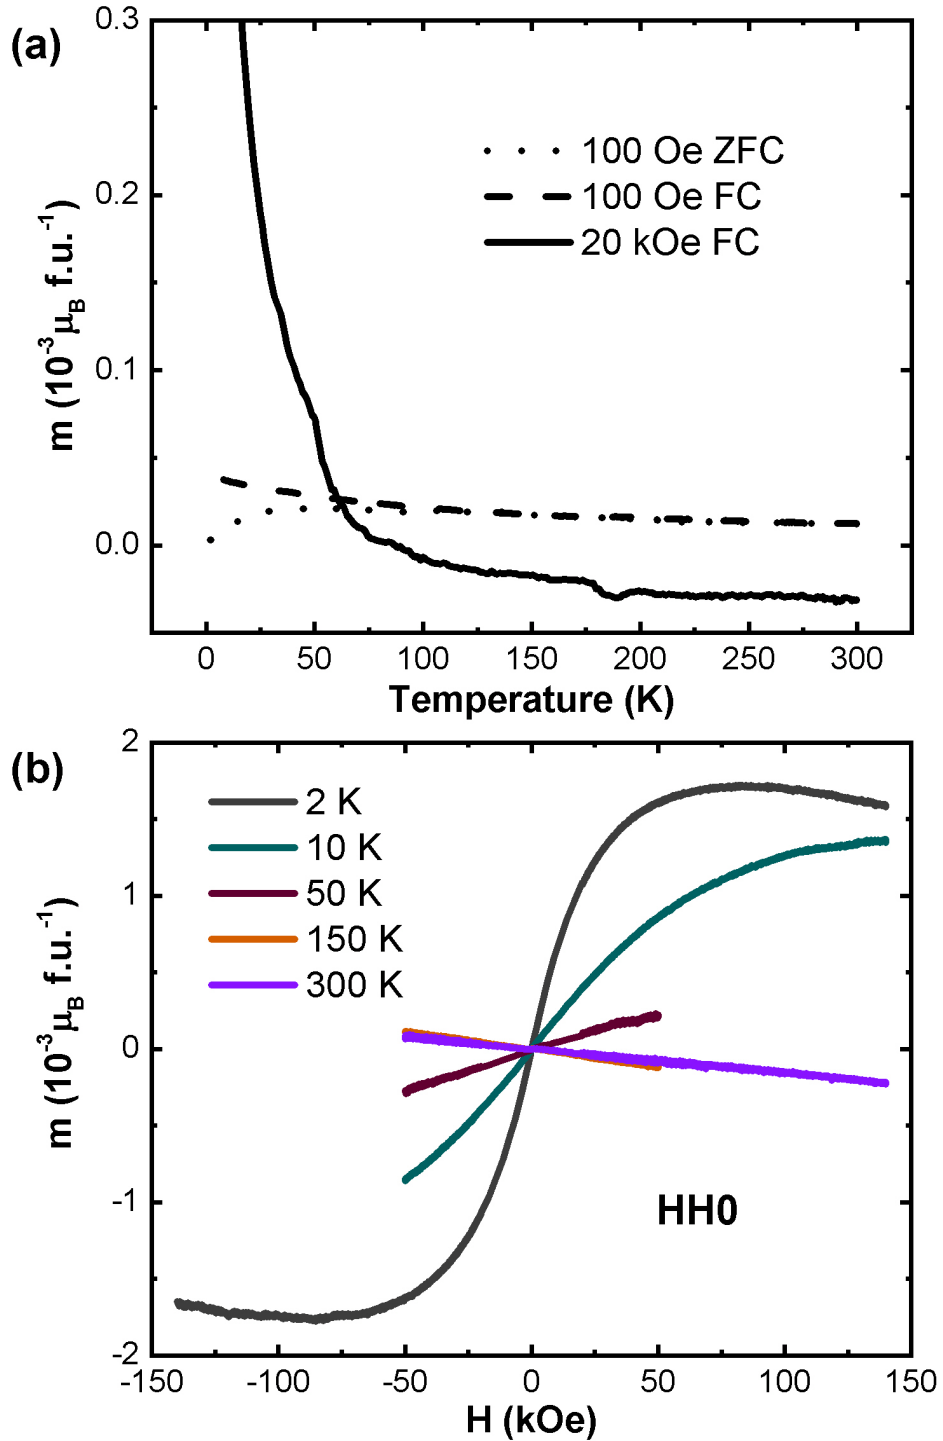 (a)
0.3
0.2
0.1
0.0
m (10⁻³μ_B f.u.⁻¹)
100 Oe ZFC
100 Oe FC
20 kOe FC
0 50 100 150 200 250 300
Temperature (K)
(b)
2
1
0
-1
-2
m (10⁻³μ_B f.u.⁻¹)
2 K
10 K
50 K
150 K
300 K
HH0
-150 -100 -50 0 50 100 150
H (kOe)